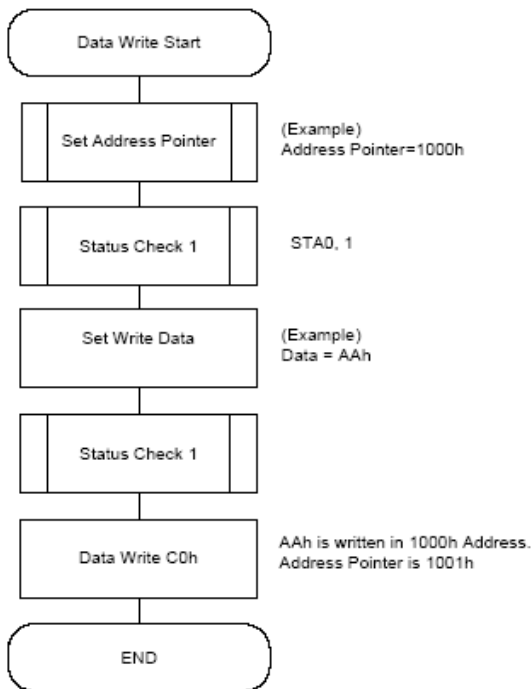 Data Write Start
Set Address Pointer
(Example)
Address Pointer=1000h
Status Check 1
STA0, 1
Set Write Data
(Example)
Data = AAh
Status Check 1
Data Write C0h
AAh is written in 1000h Address.
Address Pointer is 1001h
END